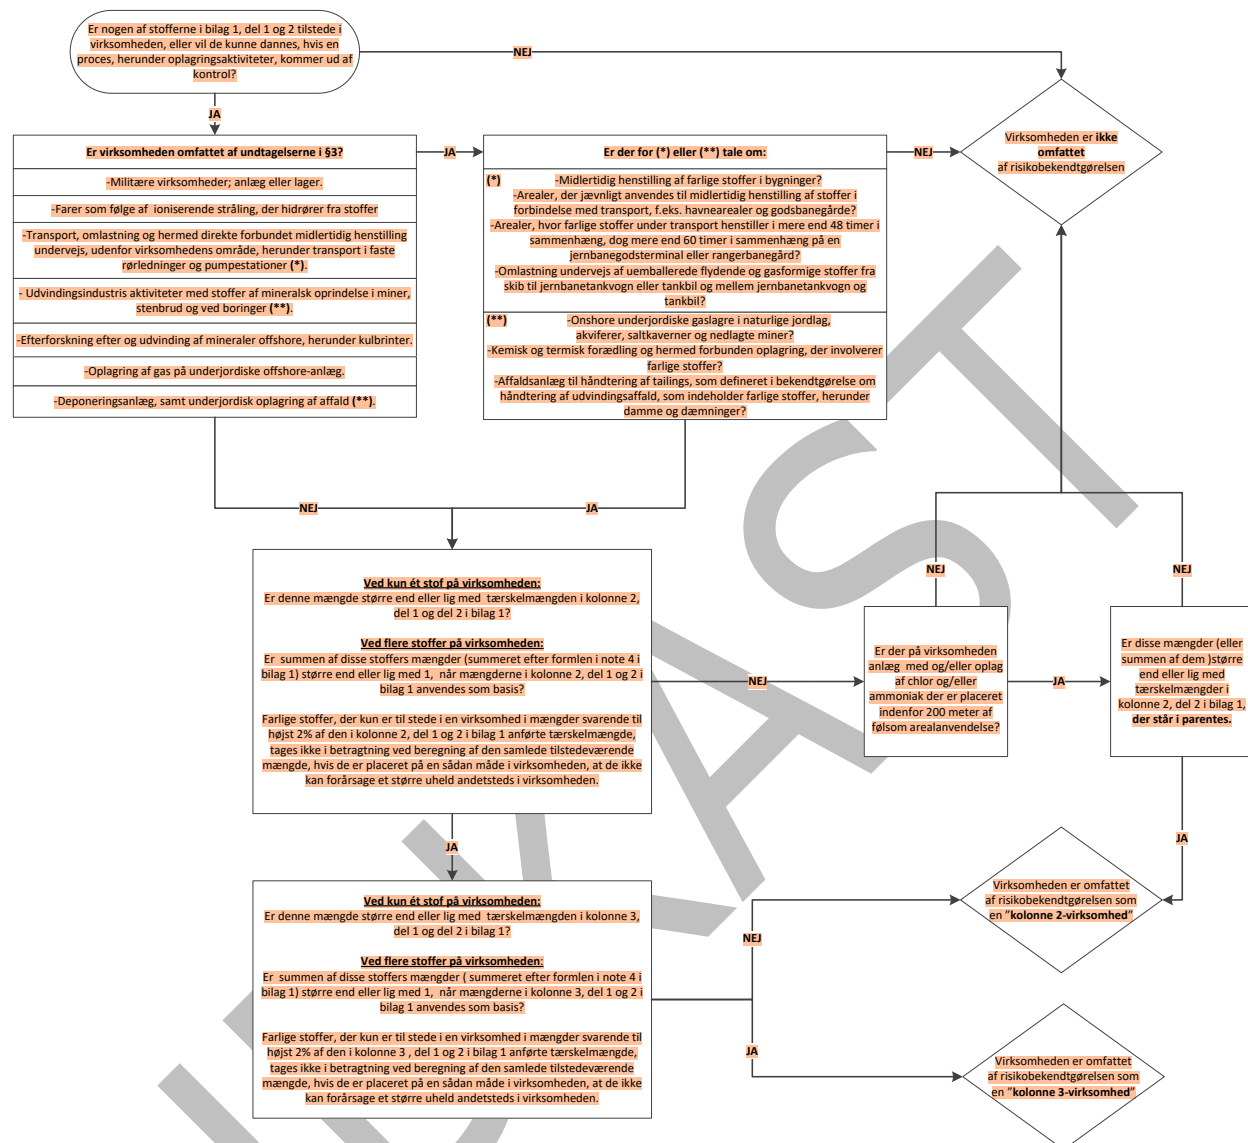 Er nogen af stofferne i bilag 1, del 1 og 2 tilstede i
virksomheden, eller vil de kunne dannes, hvis en
proces, herunder oplagringsaktiviteter, kommer ud af
kontrol?
NEJ
JA
Er virksomheden omfattet af undtagelserne i §3?
-Militære virksomheder; anlæg eller lager.
-Farer som følge af ioniserende stråling, der hidrører fra stoffer
-Transport, omlastning og hermed direkte forbundet midlertidig henstilling
undervejs, udenfor virksomhedens område, herunder transport i faste
rørledninger og pumpestationer (*).
- Udvindingsindustris aktiviteter med stoffer af mineralsk oprindelse i miner,
stenbrud og ved boringer (**).
-Efterforskning efter og udvinding af mineraler offshore, herunder kulbrinter.
-Oplagring af gas på underjordiske offshore-anlæg.
-Deponeringsanlæg, samt underjordisk oplagring af affald (**).
JA
Er der for (*) eller (**) tale om:
(*) -Midlertidig henstilling af farlige stoffer i bygninger?
-Arealer, der jævnligt anvendes til midlertidig henstilling af stoffer i
forbindelse med transport, f.eks. havnearealer og godsbanegårde?
-Arealer, hvor farlige stoffer under transport henstiller i mere end 48 timer i
sammenhæng, dog mere end 60 timer i sammenhæng på en
jernbanegodsterminal eller rangerbanegård?
-Omlastning undervejs af uemballerede flydende og gasformige stoffer fra
skib til jernbanetankvogn eller tankbil og mellem jernbanetankvogn og
tankbil?
(**) -Onshore underjordiske gaslagre i naturlige jordlag,
akviferer, saltkaverner og nedlagte miner?
-Kemisk og termisk forædling og hermed forbunden oplagring, der involverer
farlige stoffer?
-Affaldsanlæg til håndtering af tailings, som defineret i bekendtgørelse om
håndtering af udvindingsaffald, som indeholder farlige stoffer, herunder
damme og dæmninger?
NEJ
Virksomheden er ikke
omfattet
af risikobekendtgørelsen
NEJ
JA
Ved kun ét stof på virksomheden:
Er denne mængde større end eller lig med tærskelmængden i kolonne 2,
del 1 og del 2 i bilag 1?
Ved flere stoffer på virksomheden:
Er summen af disse stoffers mængder (summeret efter formlen i note 4 i
bilag 1) større end eller lig med 1, når mængderne i kolonne 2, del 1 og 2 i
bilag 1 anvendes som basis?
Farlige stoffer, der kun er til stede i en virksomhed i mængder svarende til
højst 2% af den i kolonne 2, del 1 og 2 i bilag 1 anførte tærskelmængde,
tages ikke i betragtning ved beregning af den samlede tilstedeværende
mængde, hvis de er placeret på en sådan måde i virksomheden, at de ikke
kan forårsage et større uheld andetsteds i virksomheden.
NEJ
Er der på virksomheden
anlæg med og/eller oplag
af chlor og/eller
ammoniak der er placeret
indenfor 200 meter af
følsom arealanvendelse?
NEJ
JA
Er disse mængder (eller
summen af dem )større
end eller lig med
tærskelmængder i
kolonne 2, del 2 i bilag 1,
der står i parentes.
NEJ
JA
JA
Ved kun ét stof på virksomheden:
Er denne mængde større end eller lig med tærskelmængden i kolonne 3,
del 1 og del 2 i bilag 1?
Ved flere stoffer på virksomheden:
Er summen af disse stoffers mængder ( summeret efter formlen i note 4 i
bilag 1) større end eller lig med 1, når mængderne i kolonne 3, del 1 og 2 i
bilag 1 anvendes som basis?
Farlige stoffer, der kun er til stede i en virksomhed i mængder svarende til
højst 2% af den i kolonne 3 , del 1 og 2 i bilag 1 anførte tærskelmængde,
tages ikke i betragtning ved beregning af den samlede tilstedeværende
mængde, hvis de er placeret på en sådan måde i virksomheden, at de ikke
kan forårsage et større uheld andetsteds i virksomheden.
NEJ
JA
Virksomheden er omfattet
af risikobekendtgørelsen som
en ”kolonne 2-virksomhed”
Virksomheden er omfattet
af risikobekendtgørelsen som
en ”kolonne 3-virksomhed”